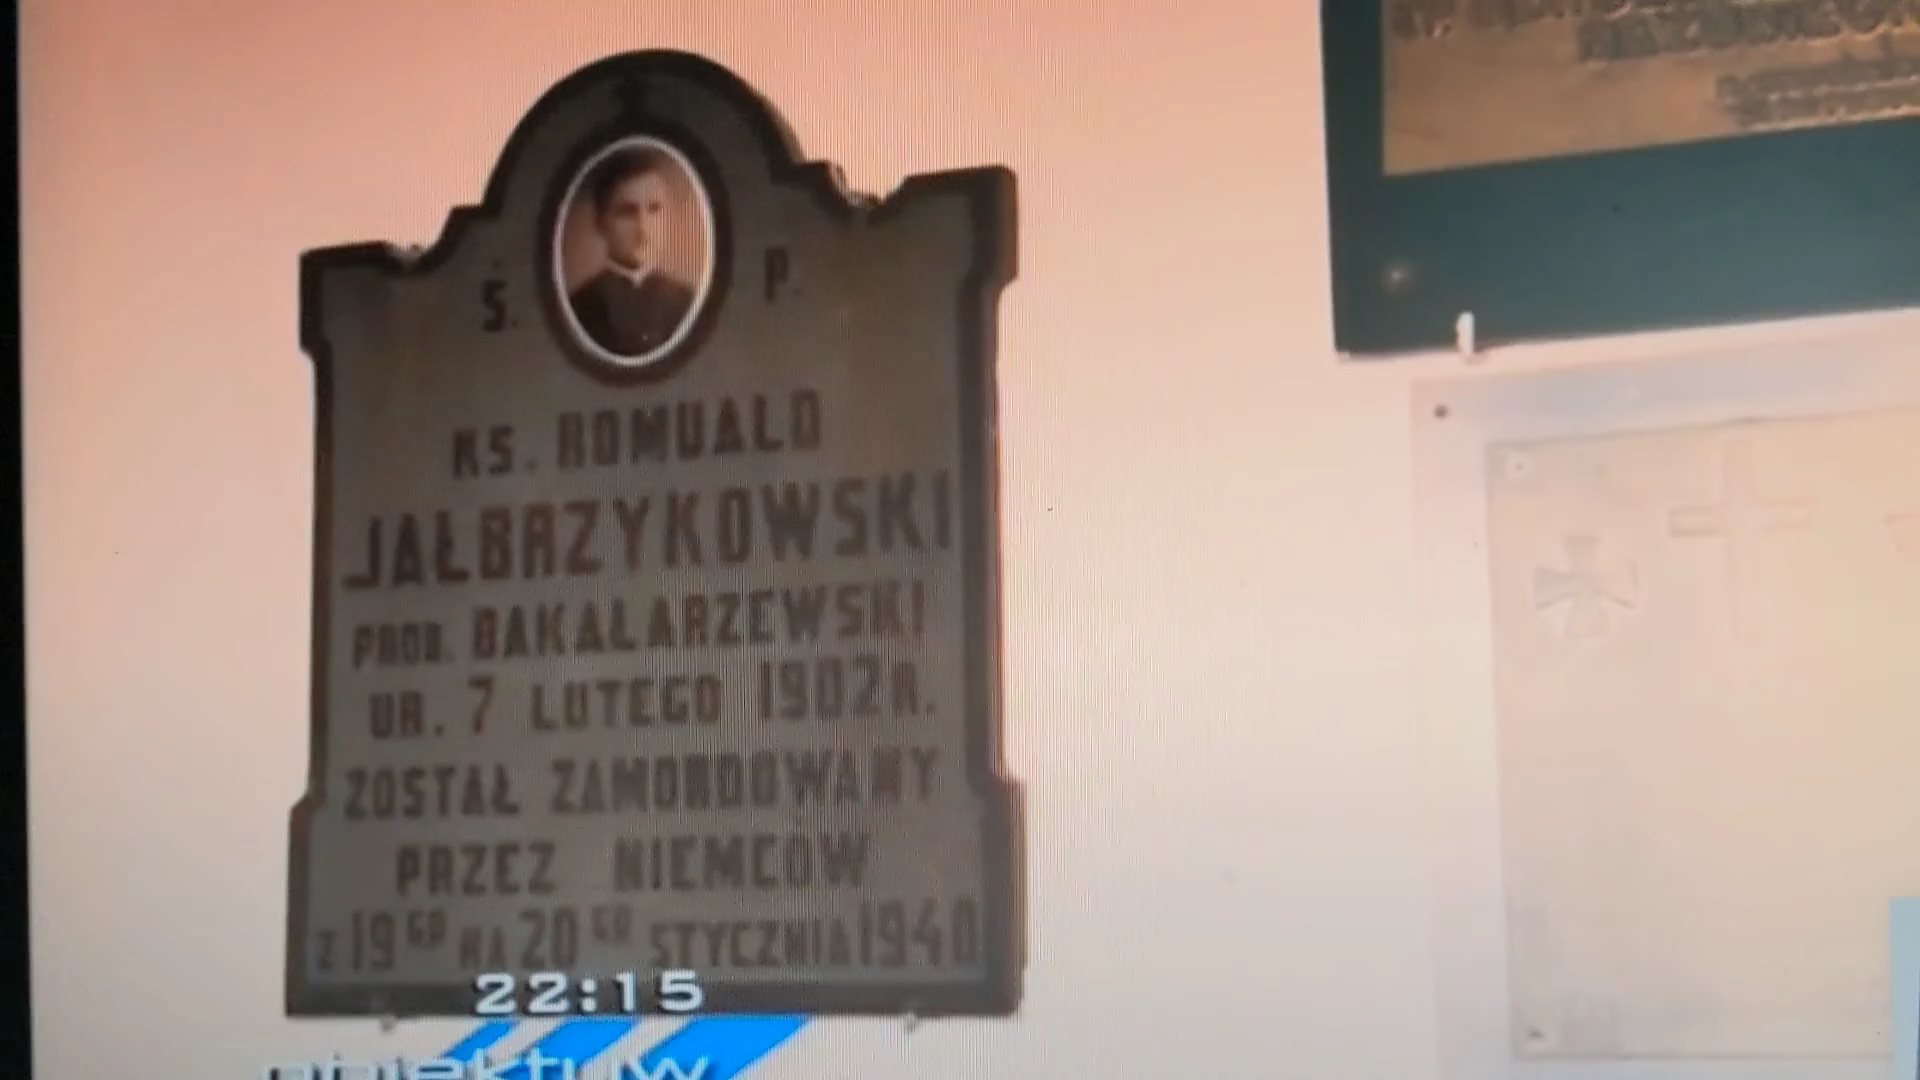 Ś. P.
KS. ROMUALD
JAŁBRZYKOWSKI
PROB. BAKAŁARZEWSKI
UR. 7 LUTEGO 1902 R.
ZOSTAŁ ZAMORDOWANY
PRZEZ NIEMCÓW
Z 19GO NA 20GO STYCZNIA 1940
22:15
obiektyw